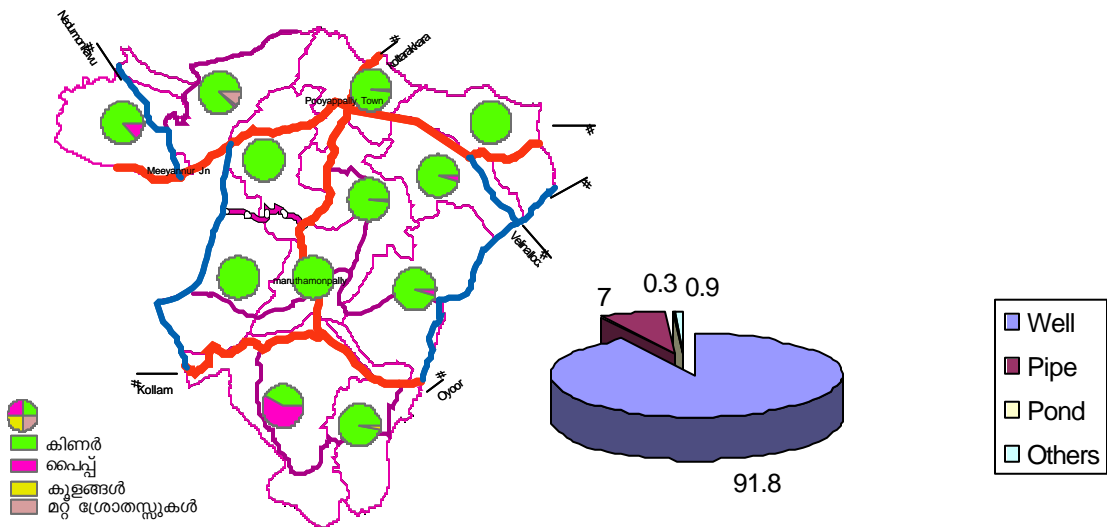 Nedumonkavu
#
#
kottarakkara
Pooyappally Town
#
Meeyannur Jn
#
Velinalloor
#
maruthamonpally
#
Kollam
#
Oyoor
കിണർ
പൈപ്പ്
കുളങ്ങൾ
മറ്റ് ശ്രോതസ്സുകൾ
7
0.3
0.9
91.8
Well
Pipe
Pond
Others